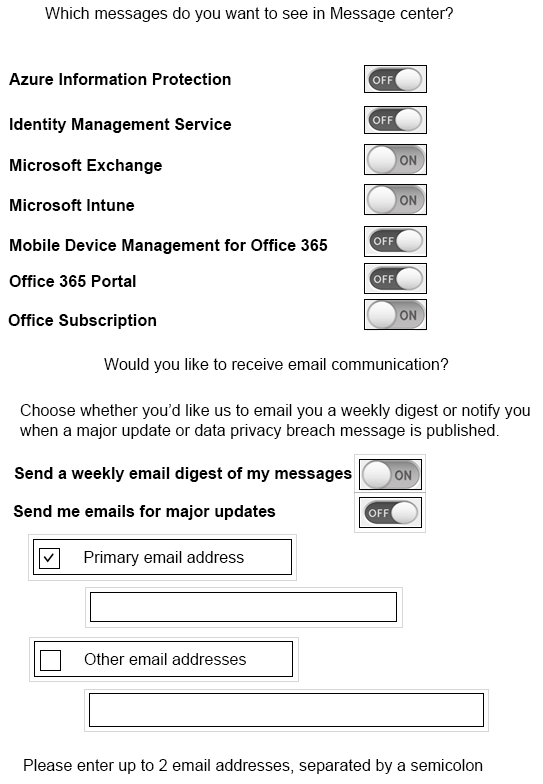 Which messages do you want to see in Message center?
Azure Information Protection OFF
Identity Management Service OFF
Microsoft Exchange ON
Microsoft Intune ON
Mobile Device Management for Office 365 OFF
Office 365 Portal OFF
Office Subscription ON
Would you like to receive email communication?
Choose whether you'd like us to email you a weekly digest or notify you
when a major update or data privacy breach message is published.
Send a weekly email digest of my messages ON
Send me emails for major updates OFF
Primary email address
Other email addresses
Please enter up to 2 email addresses, separated by a semicolon